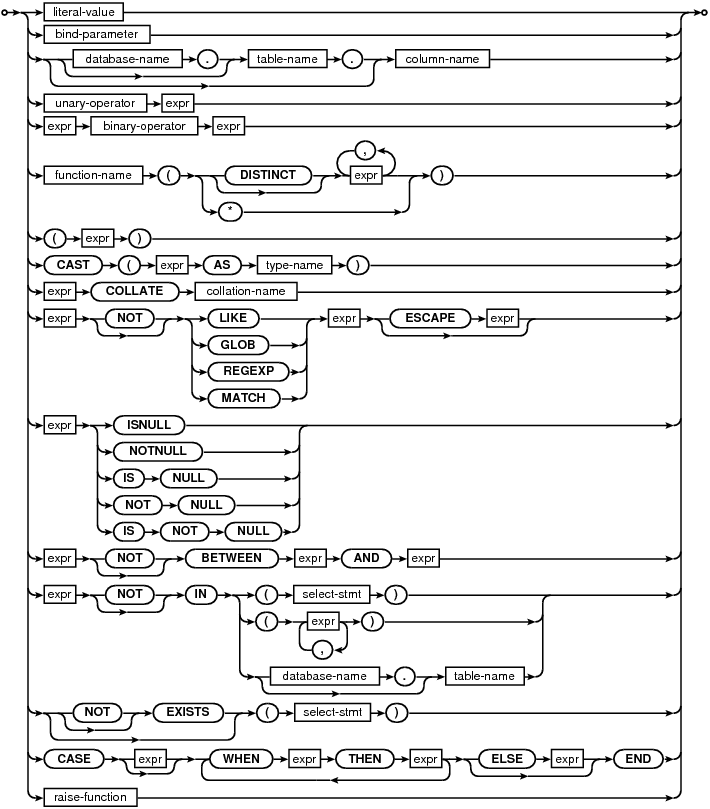 literal-value
bind-parameter
database-name . table-name . column-name
unary-operator expr
expr binary-operator expr
,
function-name ( DISTINCT expr )
*
( expr )
CAST ( expr AS type-name )
expr COLLATE collation-name
expr NOT LIKE expr ESCAPE expr
GLOB
REGEXP
MATCH
expr ISNULL
NOTNULL
IS NULL
NOT NULL
IS NOT NULL
expr NOT BETWEEN expr AND expr
expr NOT IN ( select-stmt )
( expr )
,
database-name . table-name
NOT EXISTS ( select-stmt )
CASE expr WHEN expr THEN expr ELSE expr END
raise-function